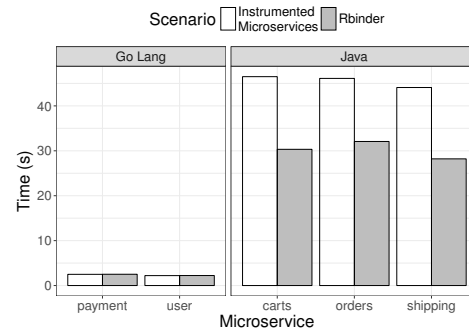 Scenario
Instrumented
Microservices
Rbinder
Go Lang
Java
Time (s)
40
30
20
10
0
payment
user
carts
orders
shipping
Microservice